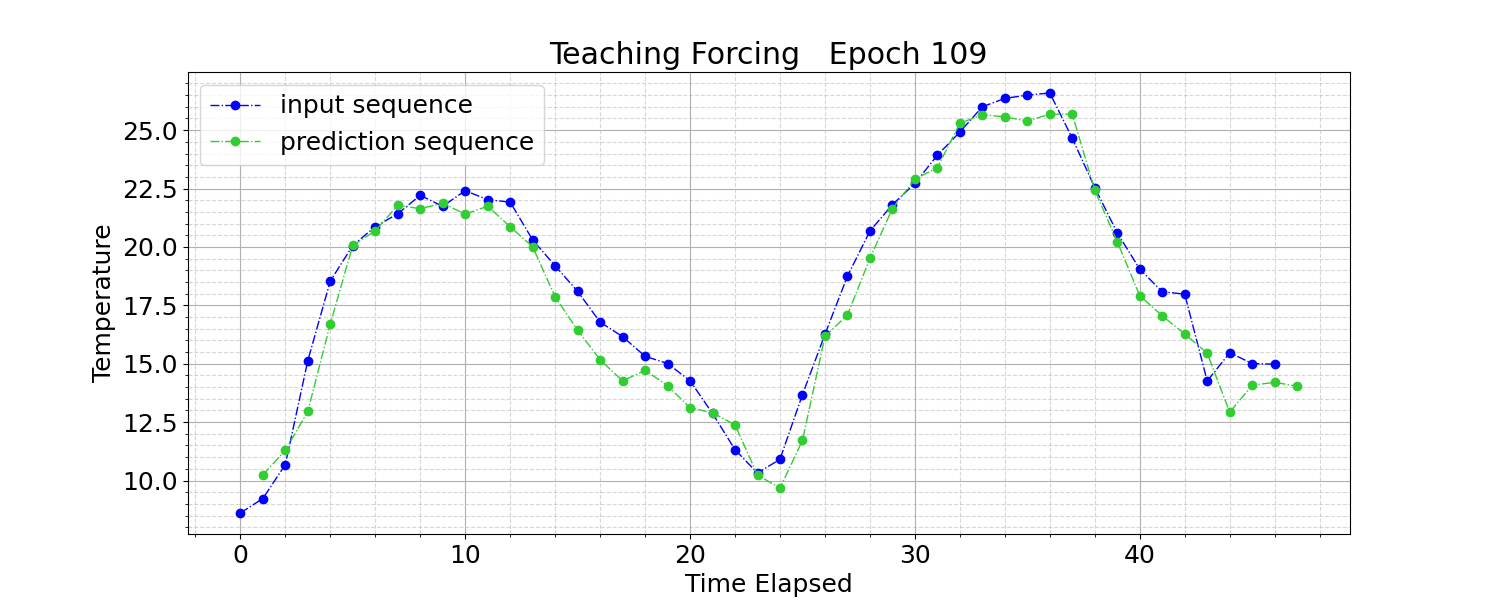 Teaching Forcing   Epoch 109
input sequence
prediction sequence
Temperature
25.0
22.5
20.0
17.5
15.0
12.5
10.0
0 10 20 30 40
Time Elapsed